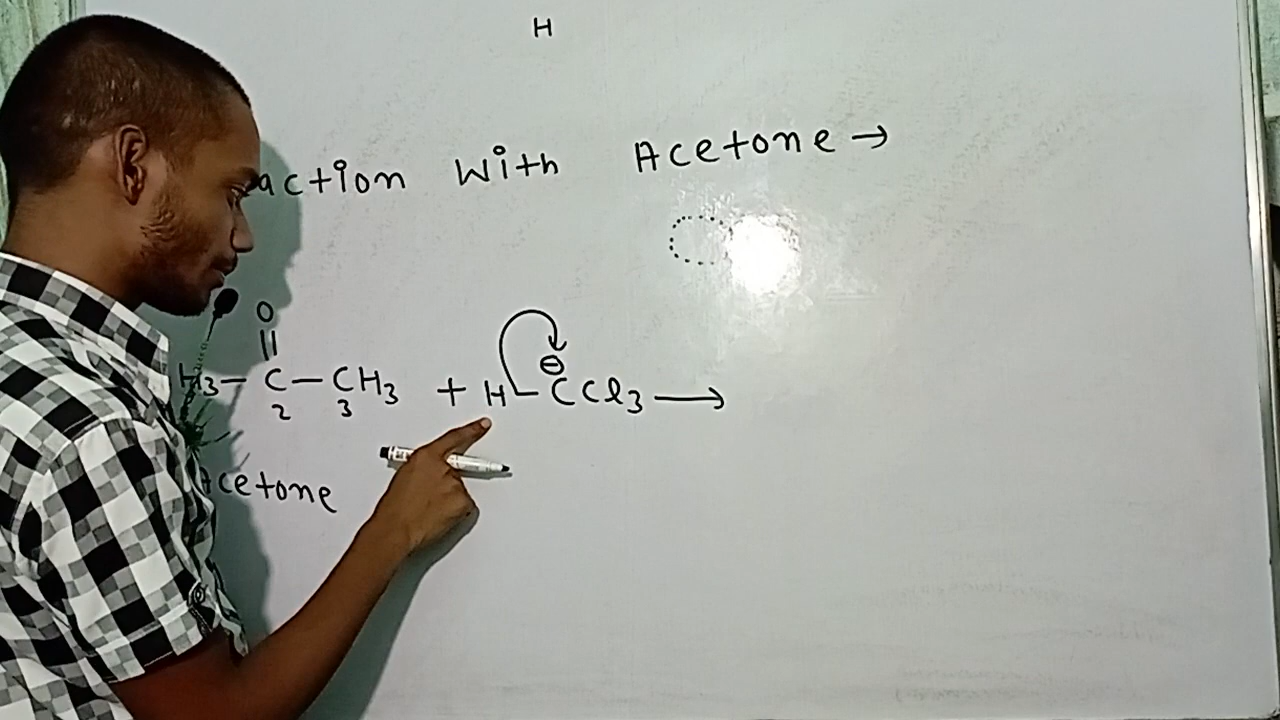 H
action With Acetone →
O
||
H3 — C — CH3 + H — CCl3 →
⊖
2 3
cetone